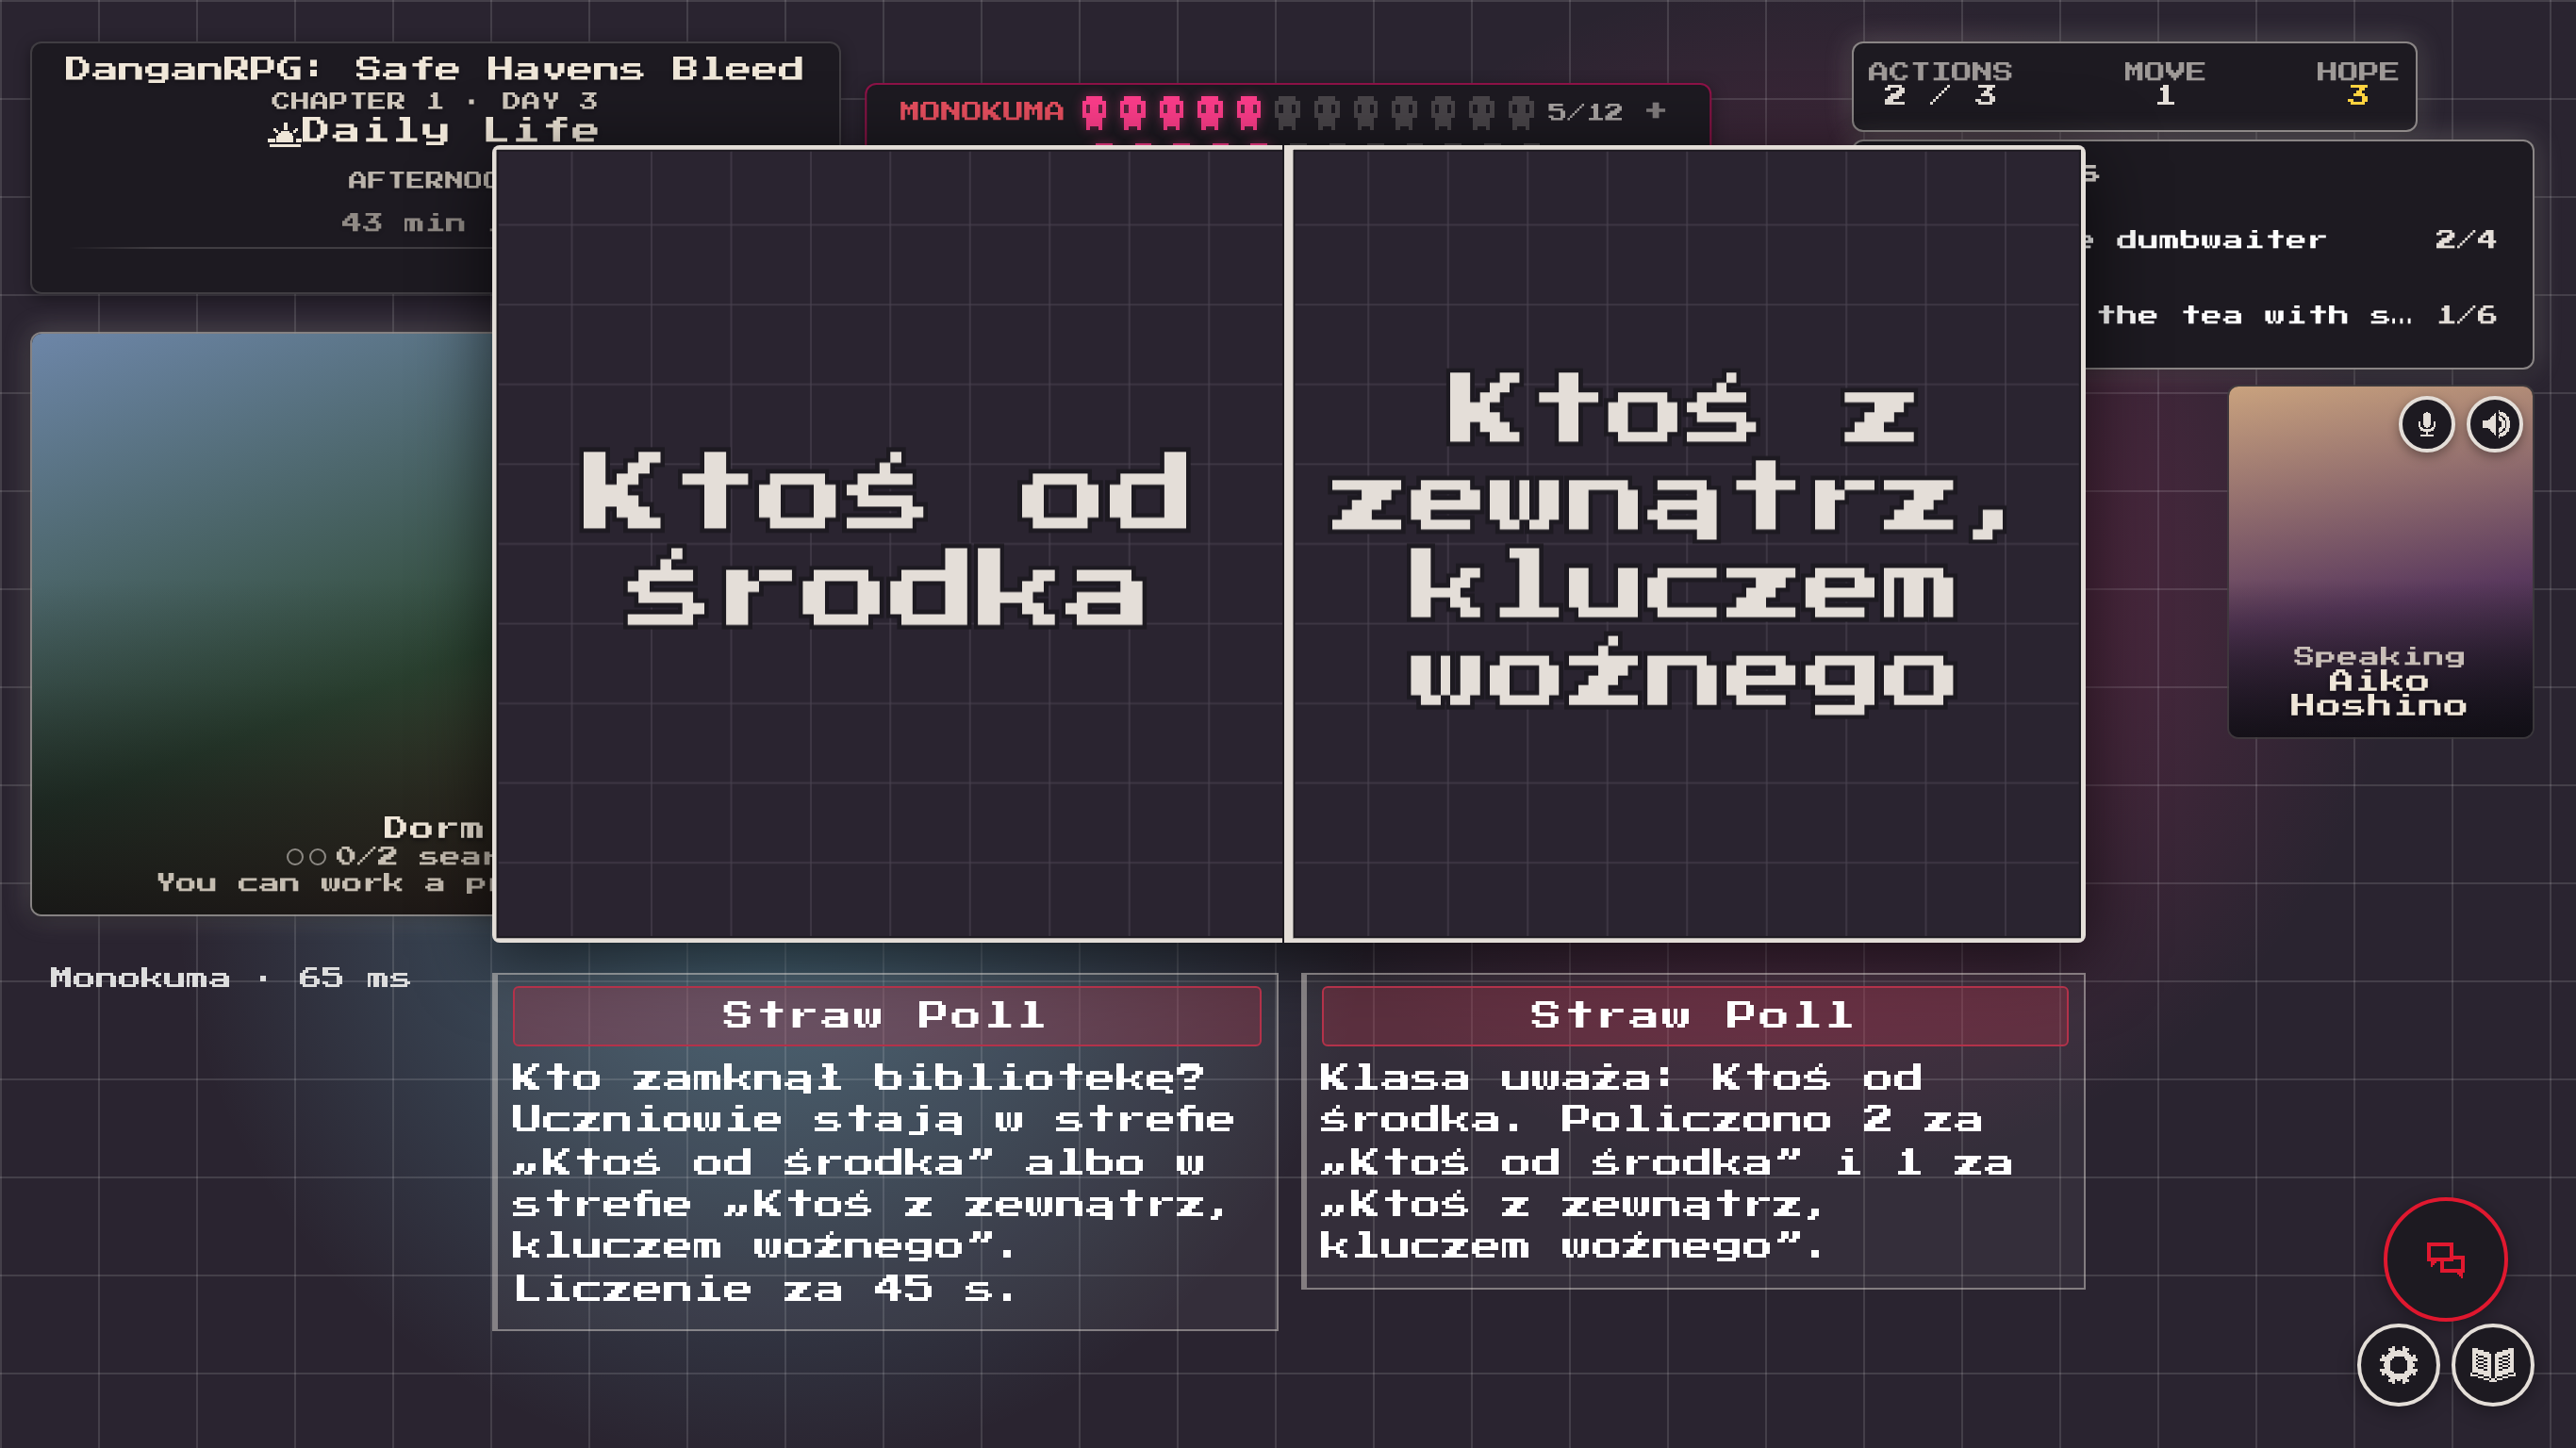 DanganRPG: Safe Havens Bleed
CHAPTER 1 · DAY 3
Daily Life
AFTERNOO
43 min
MONOKUMA 5/12 +
ACTIONS MOVE HOPE
2 / 3 1 3
s
dumbwaiter 2/4
the tea with s… 1/6
Ktoś od
środka
Ktoś z
zewnątrz,
kluczem
woźnego
Speaking
Aiko
Hoshino
Dorm
0/2 sear
You can work a p
Monokuma · 65 ms
Straw Poll
Kto zamknął bibliotekę?
Uczniowie stają w strefie
„Ktoś od środka” albo w
strefie „Ktoś z zewnątrz,
kluczem woźnego”.
Liczenie za 45 s.
Straw Poll
Klasa uważa: Ktoś od
środka. Policzono 2 za
„Ktoś od środka” i 1 za
„Ktoś z zewnątrz,
kluczem woźnego”.